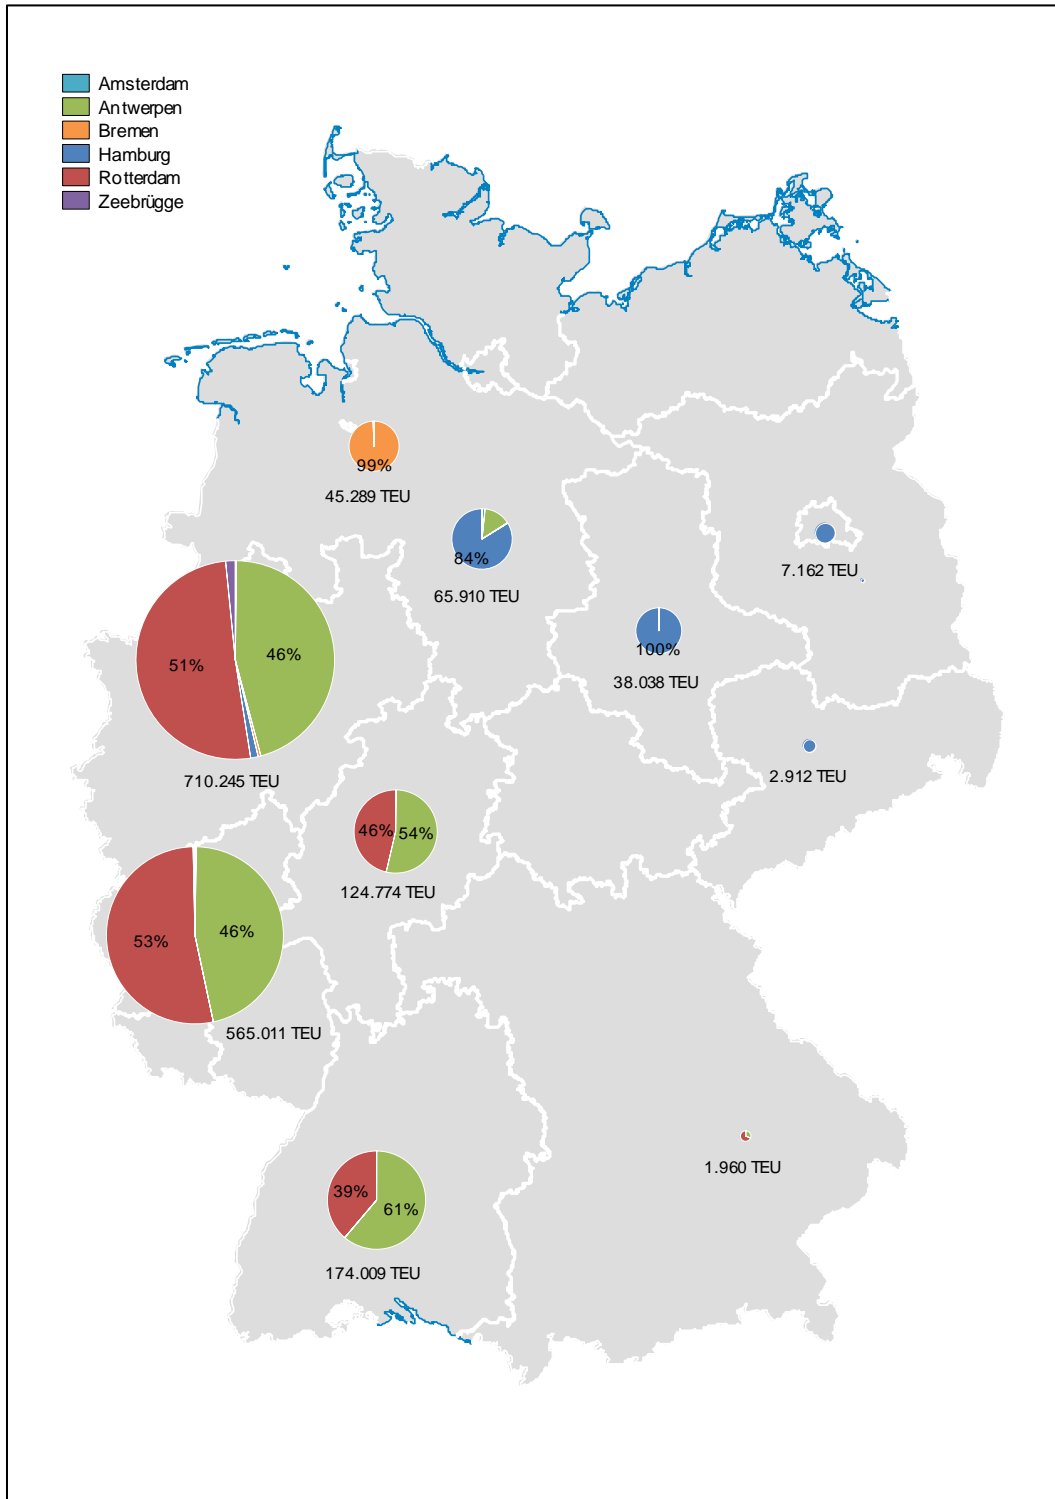 Amsterdam
Antwerpen
Bremen
Hamburg
Rotterdam
Zeebrügge
99%
45.289 TEU
84%
65.910 TEU
7.162 TEU
100%
38.038 TEU
51%
46%
710.245 TEU
2.912 TEU
46%
54%
124.774 TEU
53%
46%
565.011 TEU
1.960 TEU
39%
61%
174.009 TEU